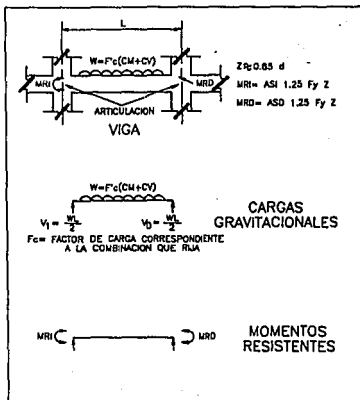 L
W=F'c(CM+CV)
Z≅0.85 d
MRI
MRD
MRI= ASI 1.25 Fy Z
MRD= ASD 1.25 Fy Z
ARTICULACION
VIGA
W=F'c(CM+CV)
CARGAS
GRAVITACIONALES
VI = WL/2
VD = WL/2
Fc= FACTOR DE CARGA CORRESPONDIENTE
A LA COMBINACION QUE RIJA
MRI
MRD
MOMENTOS
RESISTENTES